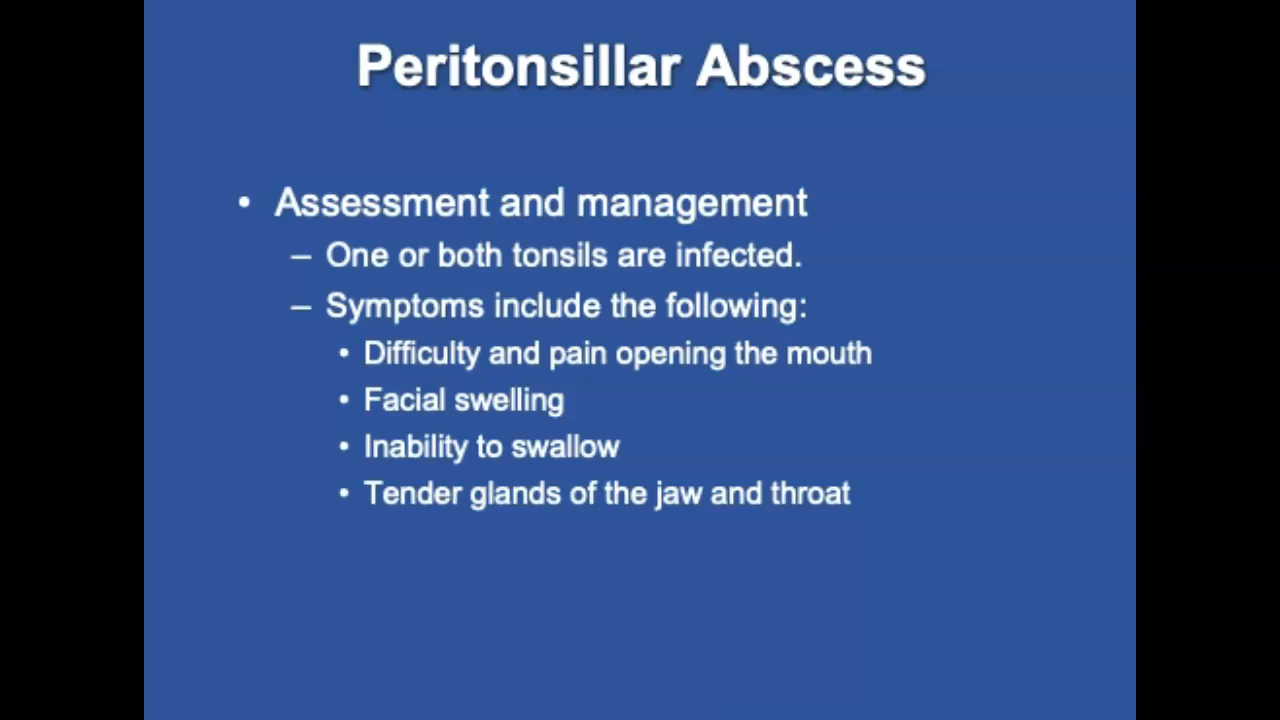 Peritonsillar Abscess
• Assessment and management
– One or both tonsils are infected.
– Symptoms include the following:
• Difficulty and pain opening the mouth
• Facial swelling
• Inability to swallow
• Tender glands of the jaw and throat